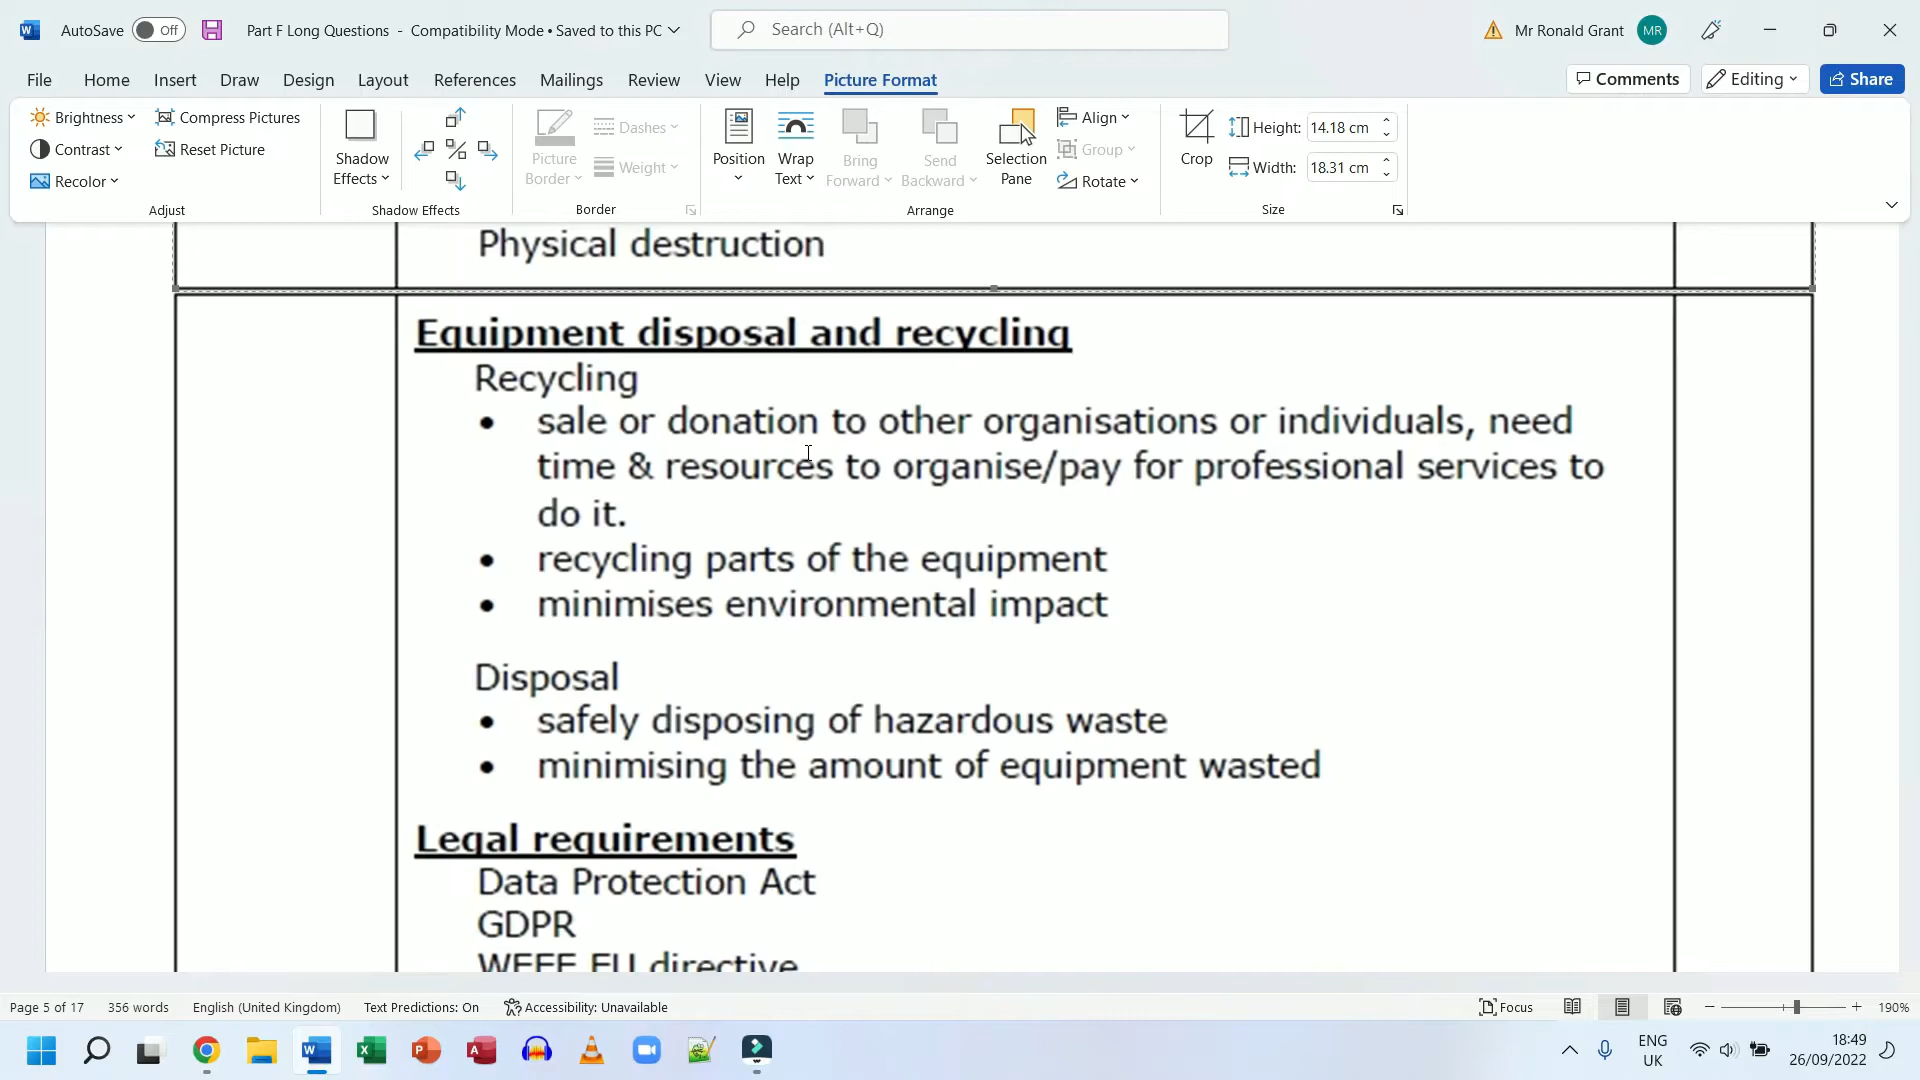 AutoSave Off Part F Long Questions - Compatibility Mode • Saved to this PC Search (Alt+Q) Mr Ronald Grant MR
File Home Insert Draw Design Layout References Mailings Review View Help Picture Format Comments Editing Share
Brightness Compress Pictures
Contrast Reset Picture
Recolor
Adjust
Shadow Effects
Shadow Effects
Picture Border Dashes
Weight
Border
Position Wrap Text Bring Forward Send Backward Selection Pane Align
Group
Rotate
Arrange
Crop Height: 14.18 cm
Width: 18.31 cm
Size
Physical destruction
Equipment disposal and recycling
Recycling
• sale or donation to other organisations or individuals, need
time & resources to organise/pay for professional services to
do it.
• recycling parts of the equipment
• minimises environmental impact
Disposal
• safely disposing of hazardous waste
• minimising the amount of equipment wasted
Legal requirements
Data Protection Act
GDPR
WEEE EU directive
Page 5 of 17 356 words English (United Kingdom) Text Predictions: On Accessibility: Unavailable Focus 190%
ENG 18:49
UK 26/09/2022